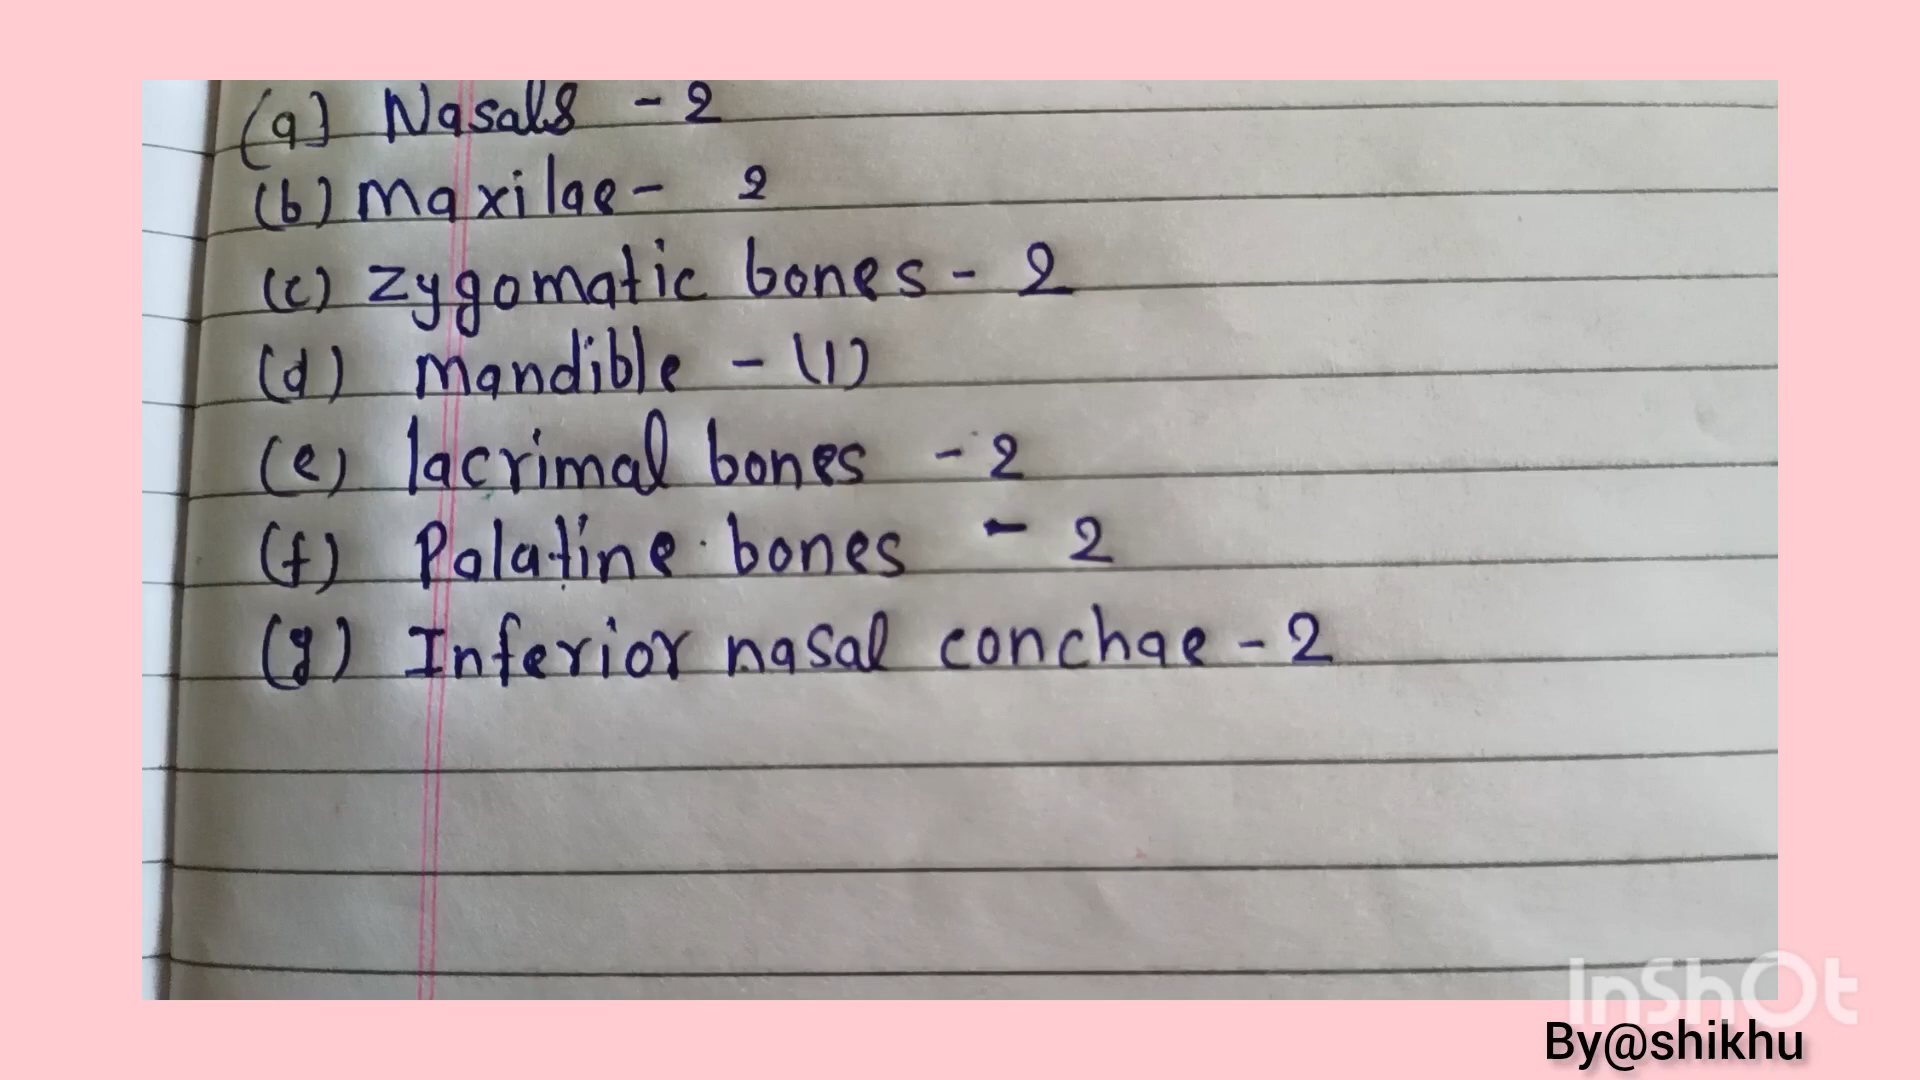 (a) Nasals - 2
(b) Maxilae - 2
(c) Zygomatic bones - 2
(d) Mandible - (1)
(e) lacrimal bones - 2
(f) Palatine bones - 2
(g) Inferior nasal conchae - 2
InShOt
By@shikhu